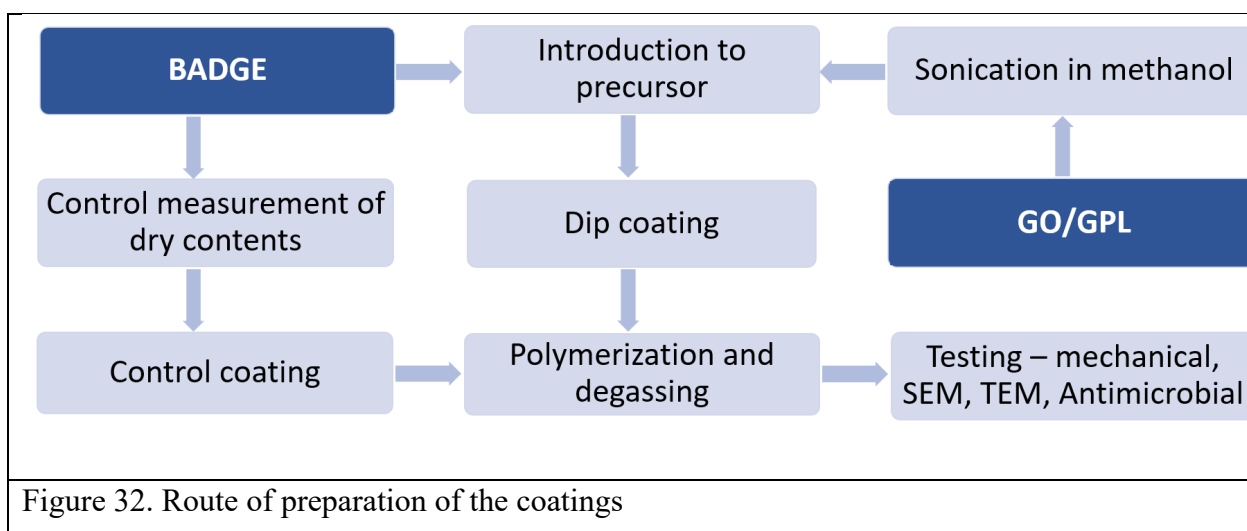 BADGE
Introduction to
precursor
Sonication in methanol
Control measurement of
dry contents
Dip coating
GO/GPL
Control coating
Polymerization and
degassing
Testing – mechanical,
SEM, TEM, Antimicrobial
Figure 32. Route of preparation of the coatings